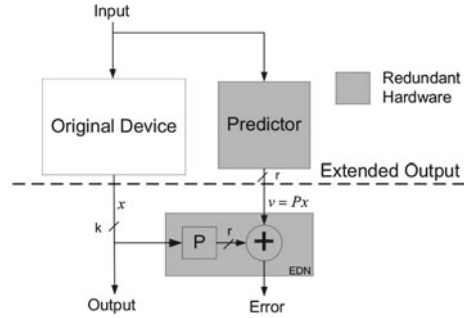 Input
Original Device
Predictor
Redundant
Hardware
r
Extended Output
x
v = Px
k
P
r
+
EDN
Output
Error